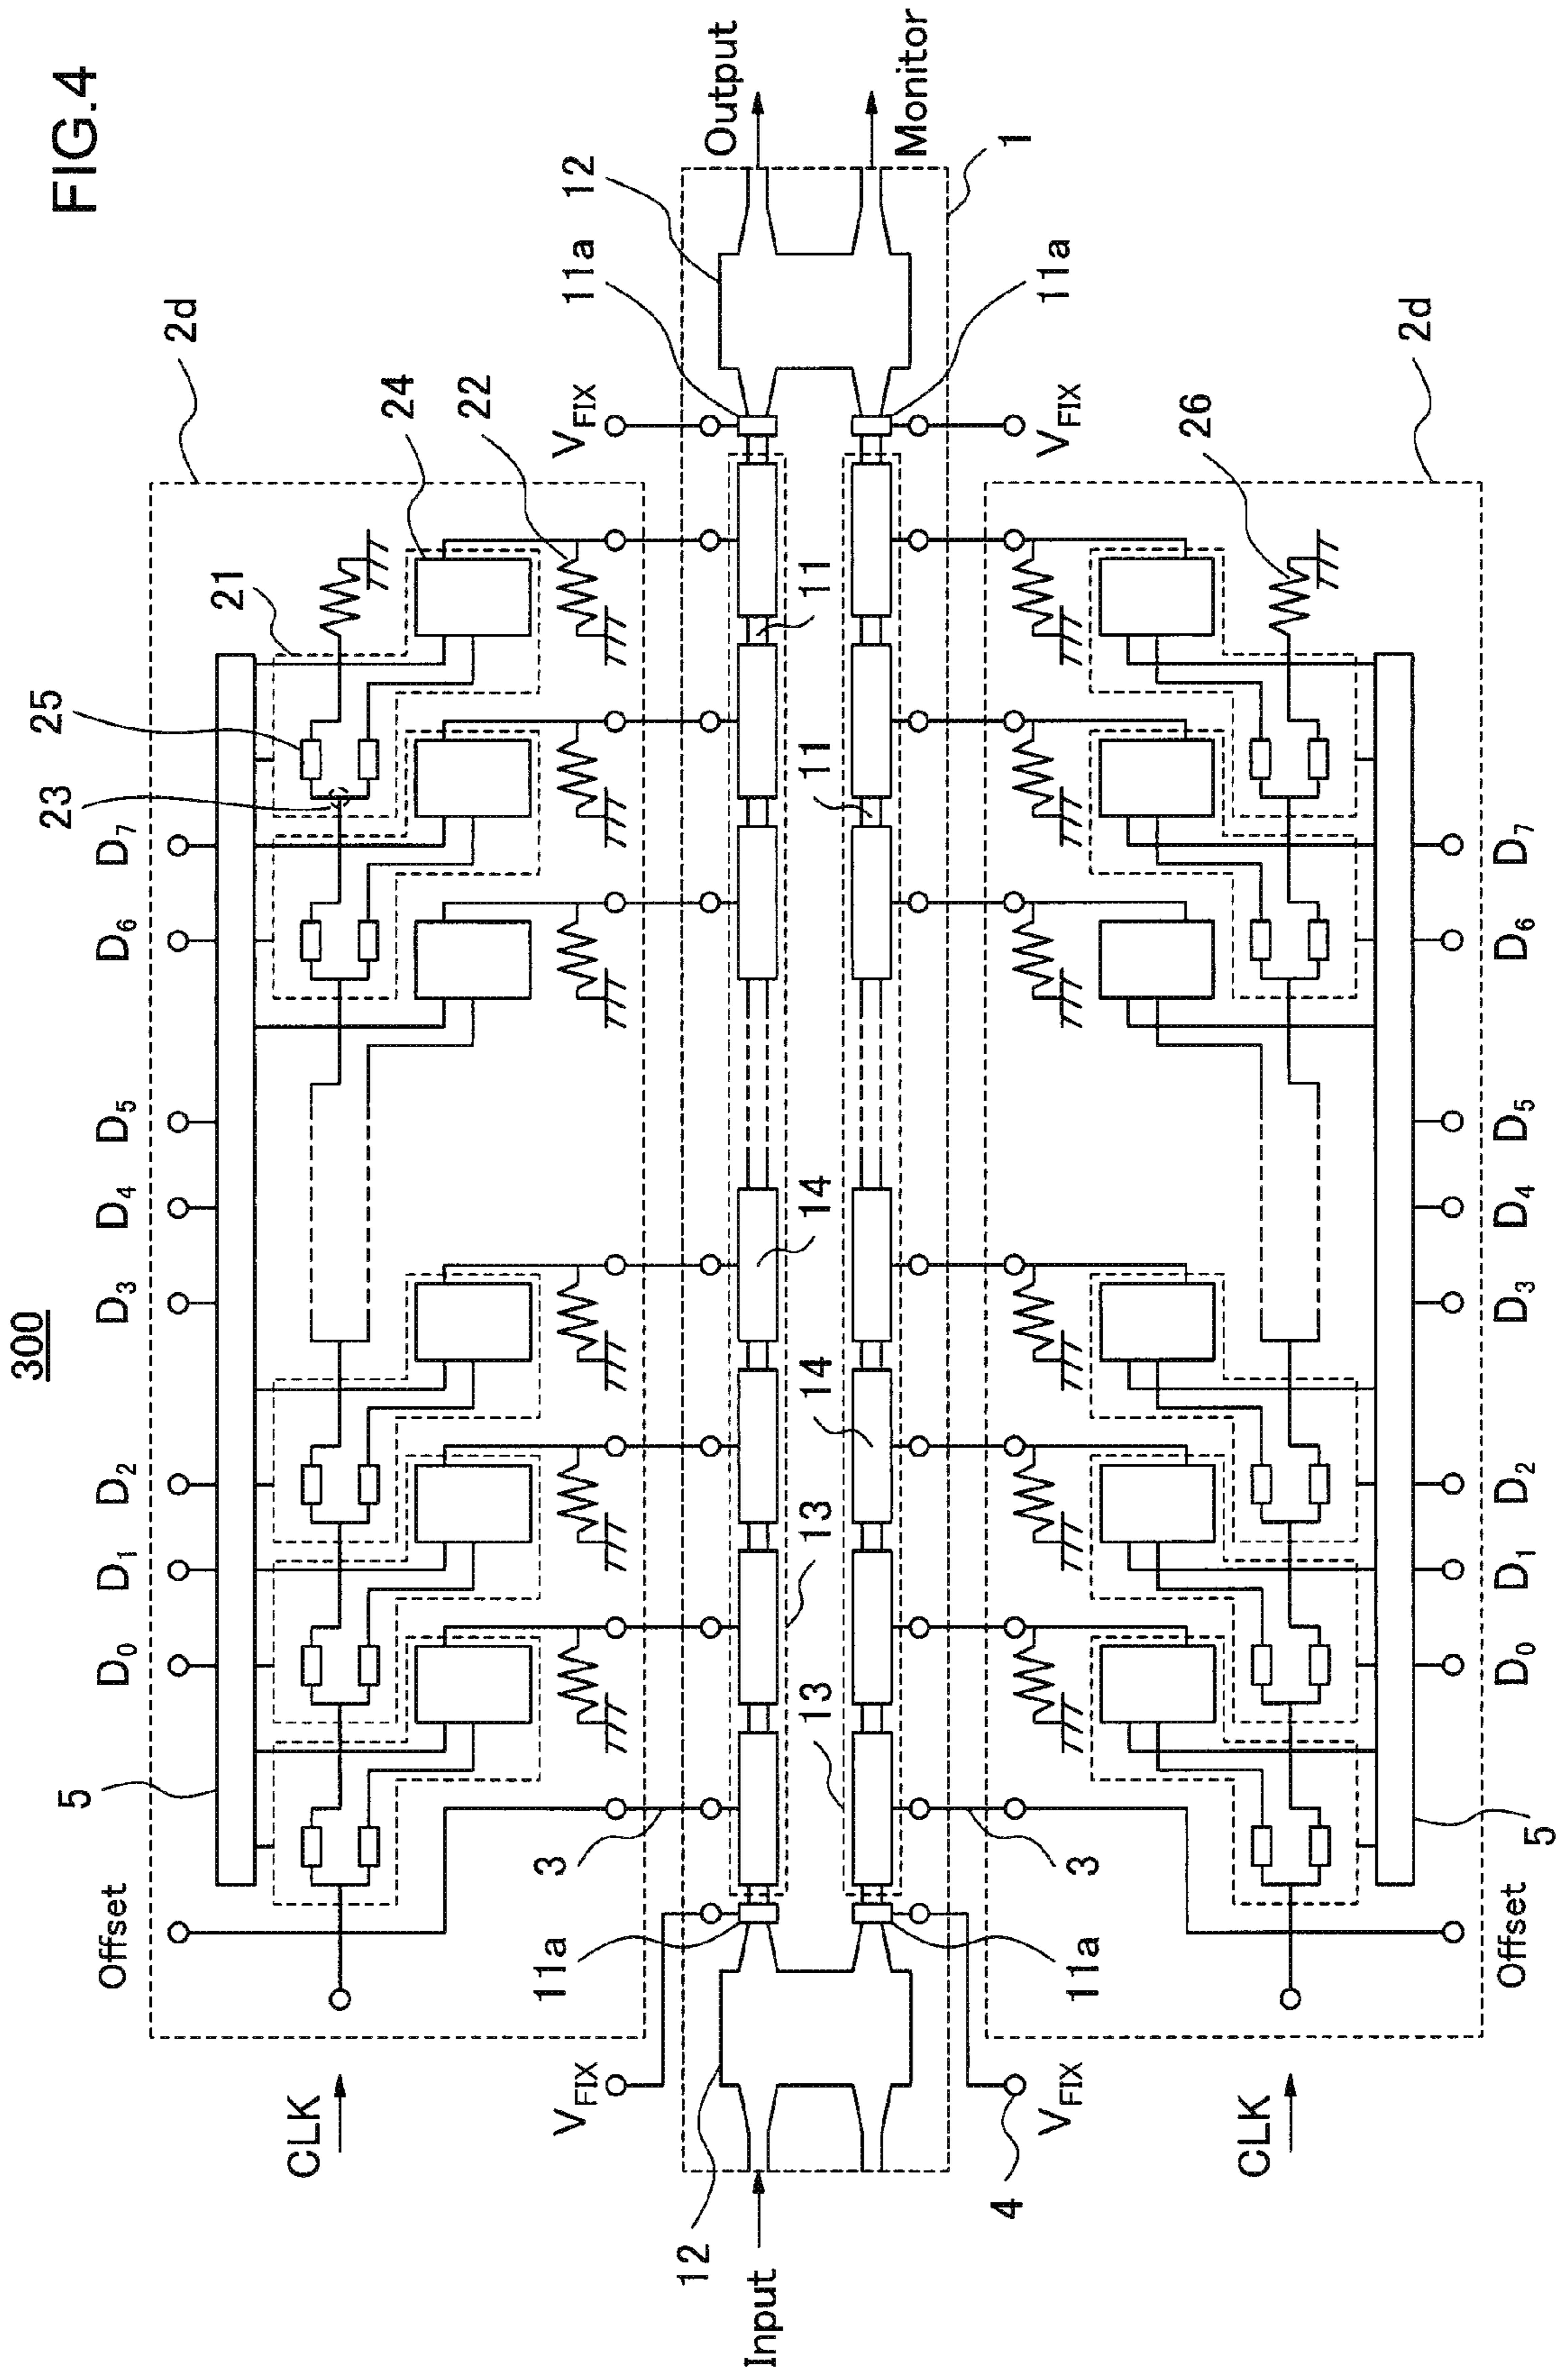 FIG.4
300
Offset
D0
D1
D2
D3
D4
D5
D6
D7
23
25
21
2d
5
CLK
24
22
VFIX
3
11a
VFIX
11a
12
Output
Input
12
13
13
14
14
11
11
Monitor
1
4
VFIX
11a
3
VFIX
11a
CLK
26
2d
Offset
5
D0
D1
D2
D3
D4
D5
D6
D7